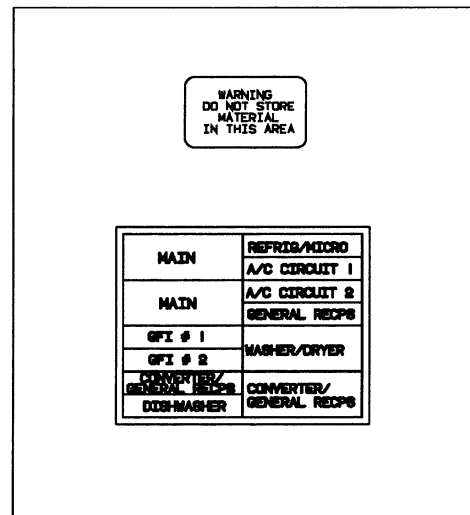 WARNING
DO NOT STORE
MATERIAL
IN THIS AREA
MAIN
REFRIG/MICRO
A/C CIRCUIT 1
MAIN
A/C CIRCUIT 2
GENERAL RECPS
GFI # 1
GFI # 2
WASHER/DRYER
CONVERTER/
GENERAL RECPS
DISHWASHER
CONVERTER/
GENERAL RECPS